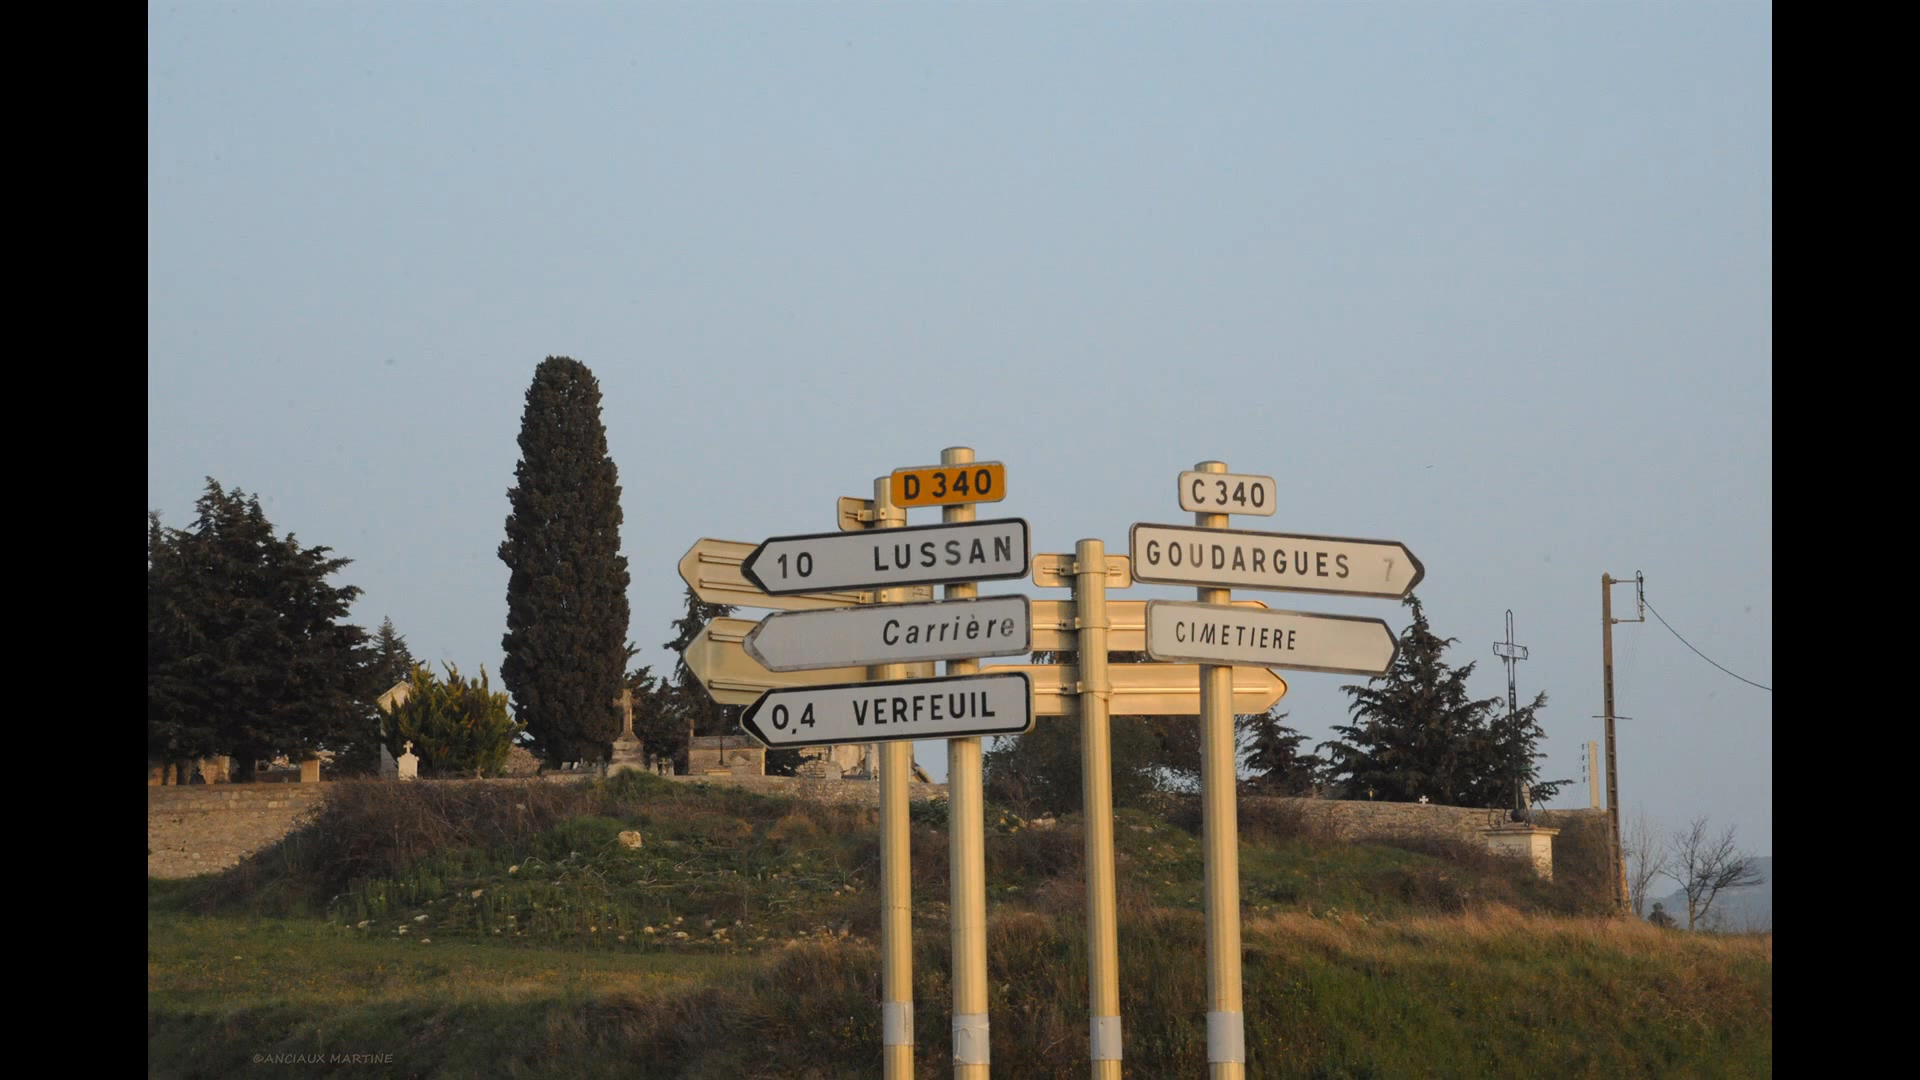 D 340
10 LUSSAN
Carrière
0,4 VERFEUIL
C 340
GOUDARGUES 7
CIMETIERE
©ANCIAUX MARTINE